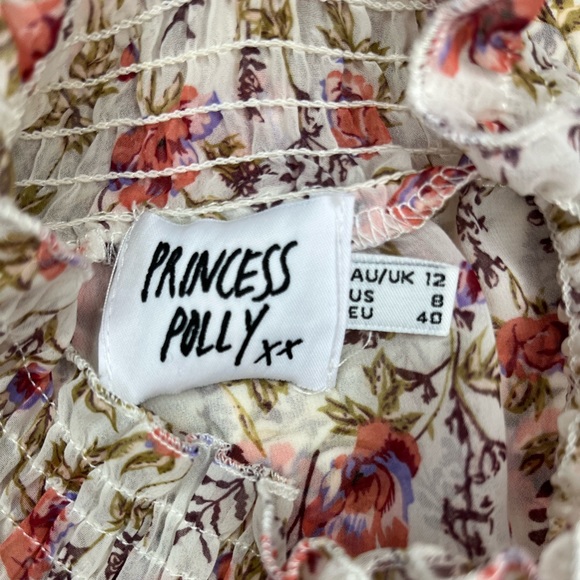 PRINCESS
POLLY xx
AU/UK 12
US 8
EU 40